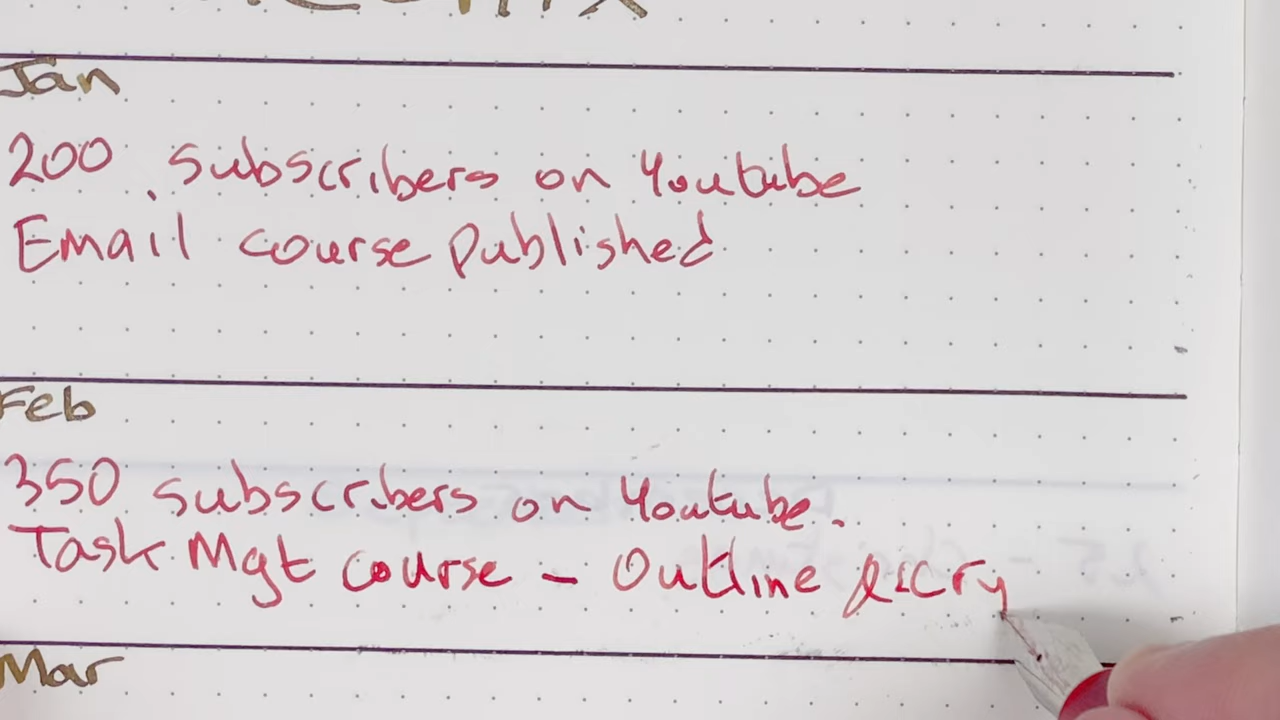 Jan
200 subscribers on Youtube
Email course published
Feb
350 subscribers on Youtube.
Task Mgt course - Outline &
Mar